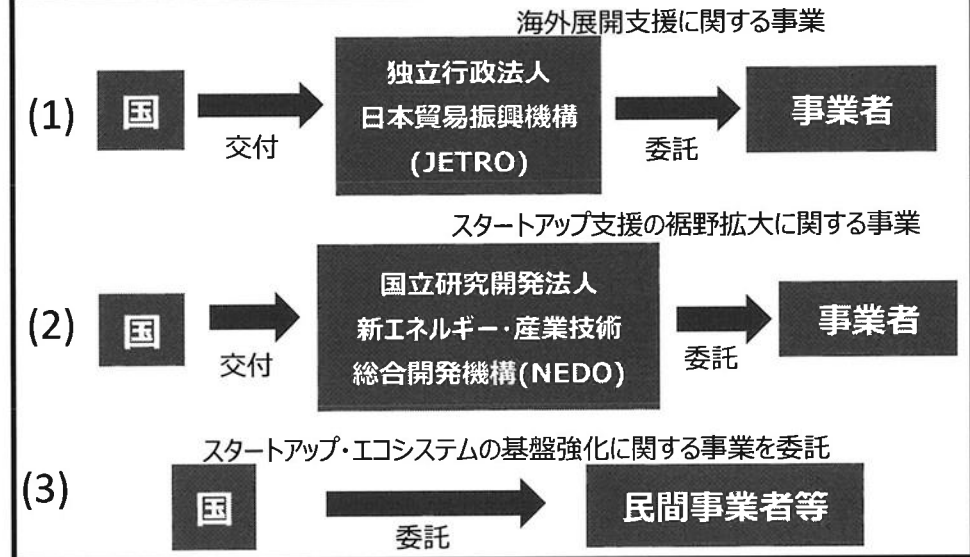 海外展開支援に関する事業
(1)
国
交付
独立行政法人
日本貿易振興機構
(JETRO)
委託
事業者
スタートアップ支援の裾野拡大に関する事業
(2)
国
交付
国立研究開発法人
新エネルギー・産業技術
総合開発機構(NEDO)
委託
事業者
スタートアップ・エコシステムの基盤強化に関する事業を委託
(3)
国
委託
民間事業者等